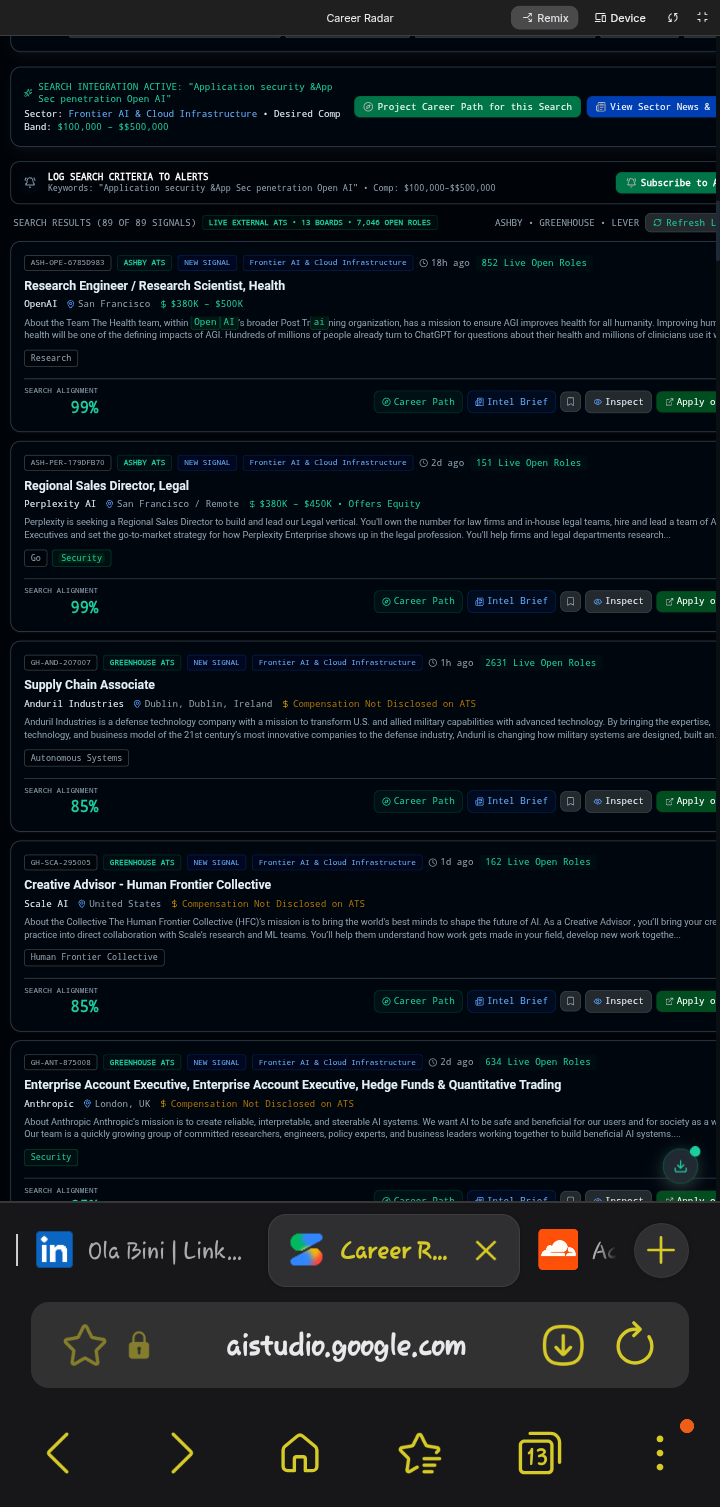 Career Radar
Remix
Device
SEARCH INTEGRATION ACTIVE: "Application security &App
Sec penetration Open AI"
Sector: Frontier AI & Cloud Infrastructure • Desired Comp
Band: $100,000 – $$500,000
Project Career Path for this Search
View Sector News &
LOG SEARCH CRITERIA TO ALERTS
Keywords: "Application security &App Sec penetration Open AI" • Comp: $100,000–$$500,000
Subscribe to A
SEARCH RESULTS (89 OF 89 SIGNALS)
LIVE EXTERNAL ATS • 13 BOARDS • 7,046 OPEN ROLES
ASHBY • GREENHOUSE • LEVER
Refresh L
ASH-OPE-6785D983 ASHBY ATS NEW SIGNAL Frontier AI & Cloud Infrastructure 18h ago 852 Live Open Roles
Research Engineer / Research Scientist, Health
OpenAI San Francisco $ $380K – $500K
About the Team The Health team, within Open AI 's broader Post Tr ai ning organization, has a mission to ensure AGI improves health for all humanity. Improving hum
health will be one of the defining impacts of AGI. Hundreds of millions of people already turn to ChatGPT for questions about their health and millions of clinicians use it v
Research
SEARCH ALIGNMENT
99%
Career Path Intel Brief Inspect Apply o
ASH-PER-179DFB70 ASHBY ATS NEW SIGNAL Frontier AI & Cloud Infrastructure 2d ago 151 Live Open Roles
Regional Sales Director, Legal
Perplexity AI San Francisco / Remote $ $380K – $450K • Offers Equity
Perplexity is seeking a Regional Sales Director to build and lead our Legal vertical. You'll own the number for law firms and in-house legal teams, hire and lead a team of A
Executives and set the go-to-market strategy for how Perplexity Enterprise shows up in the legal profession. You'll help firms and legal departments research...
Go Security
SEARCH ALIGNMENT
99%
Career Path Intel Brief Inspect Apply o
GH-AND-207007 GREENHOUSE ATS NEW SIGNAL Frontier AI & Cloud Infrastructure 1h ago 2631 Live Open Roles
Supply Chain Associate
Anduril Industries Dublin, Dublin, Ireland $ Compensation Not Disclosed on ATS
Anduril Industries is a defense technology company with a mission to transform U.S. and allied military capabilities with advanced technology. By bringing the expertise,
technology, and business model of the 21st century's most innovative companies to the defense industry, Anduril is changing how military systems are designed, built an.
Autonomous Systems
SEARCH ALIGNMENT
85%
Career Path Intel Brief Inspect Apply o
GH-SCA-295005 GREENHOUSE ATS NEW SIGNAL Frontier AI & Cloud Infrastructure 1d ago 162 Live Open Roles
Creative Advisor - Human Frontier Collective
Scale AI United States $ Compensation Not Disclosed on ATS
About the Collective The Human Frontier Collective (HFC)'s mission is to bring the world's best minds to shape the future of AI. As a Creative Advisor , you'll bring your cre
practice into direct collaboration with Scale's research and ML teams. You'll help them understand how work gets made in your field, develop new work togethe...
Human Frontier Collective
SEARCH ALIGNMENT
85%
Career Path Intel Brief Inspect Apply o
GH-ANT-875008 GREENHOUSE ATS NEW SIGNAL Frontier AI & Cloud Infrastructure 2d ago 634 Live Open Roles
Enterprise Account Executive, Enterprise Account Executive, Hedge Funds & Quantitative Trading
Anthropic London, UK $ Compensation Not Disclosed on ATS
About Anthropic Anthropic's mission is to create reliable, interpretable, and steerable AI systems. We want AI to be safe and beneficial for our users and for society as a w
Our team is a quickly growing group of committed researchers, engineers, policy experts, and business leaders working together to build beneficial AI systems....
Security
SEARCH ALIGNMENT
Career Path Intel Brief Inspect Apply o
in Ola Bini | Link...
Career R...
Ac
aistudio.google.com
13